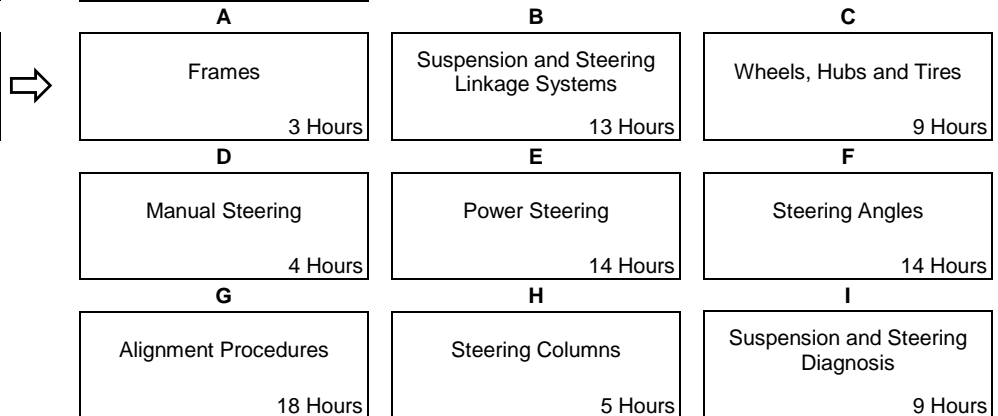 A
B
C
Frames
3 Hours
Suspension and Steering
Linkage Systems
13 Hours
Wheels, Hubs and Tires
9 Hours
D
E
F
Manual Steering
4 Hours
Power Steering
14 Hours
Steering Angles
14 Hours
G
H
I
Alignment Procedures
18 Hours
Steering Columns
5 Hours
Suspension and Steering
Diagnosis
9 Hours